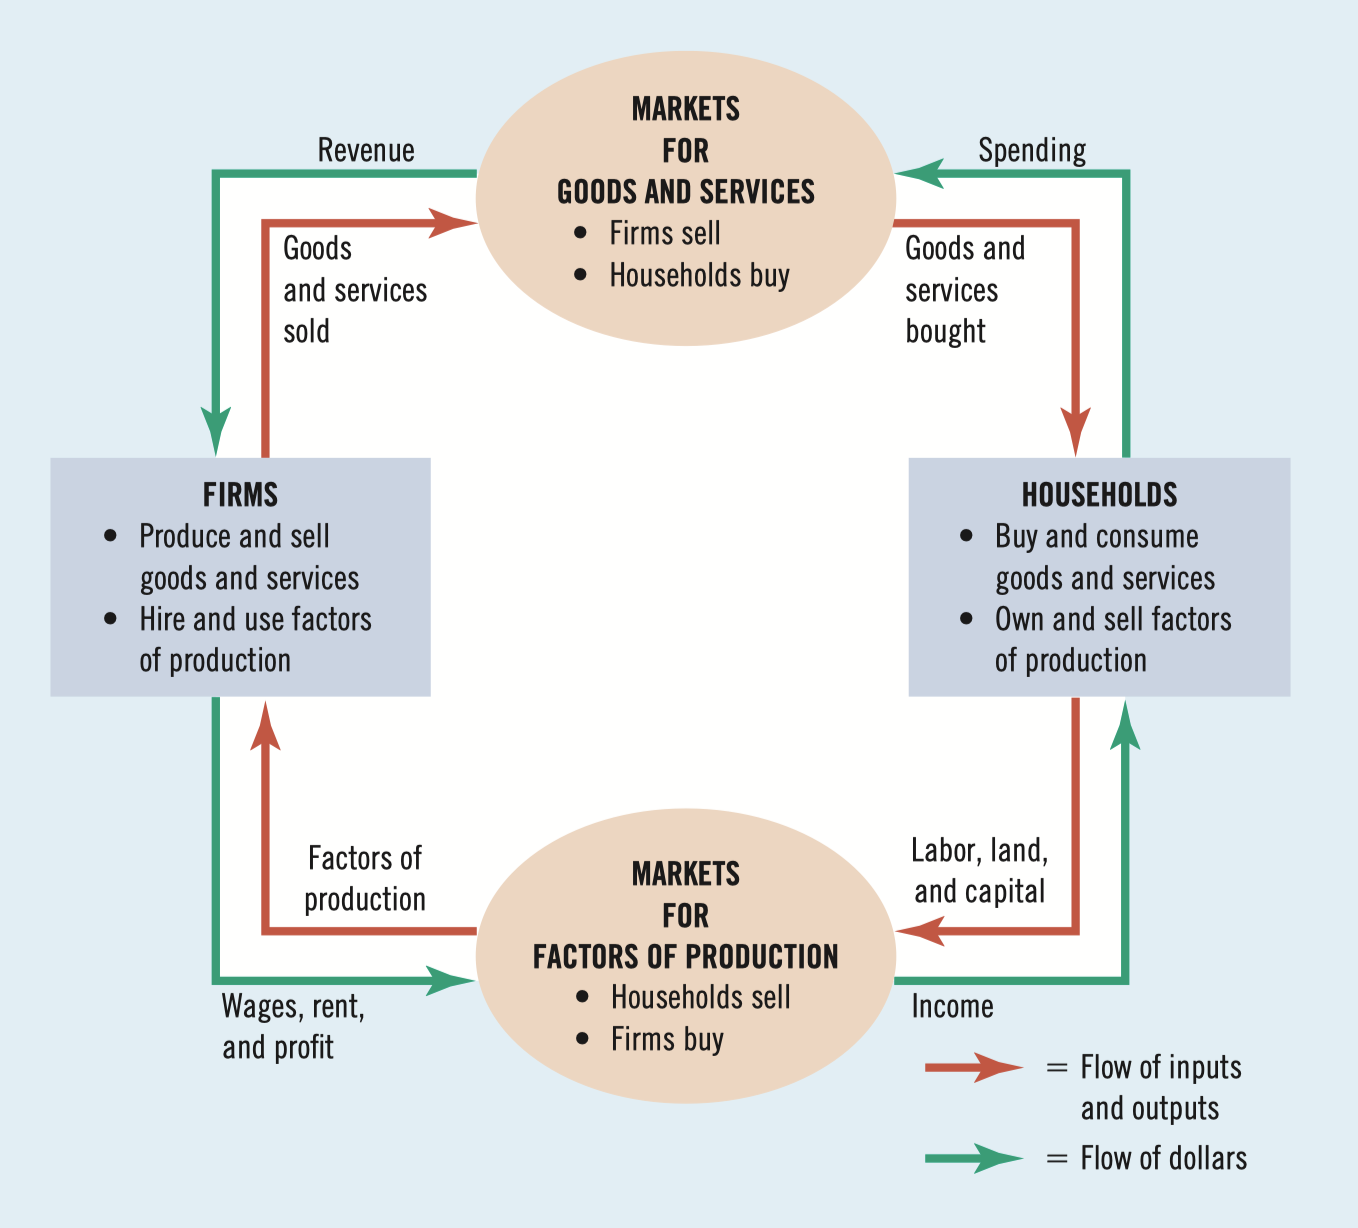 MARKETS
FOR
GOODS AND SERVICES
• Firms sell
• Households buy
Revenue
Spending
Goods
and services
sold
Goods and
services
bought
FIRMS
• Produce and sell
goods and services
• Hire and use factors
of production
HOUSEHOLDS
• Buy and consume
goods and services
• Own and sell factors
of production
Factors of
production
Labor, land,
and capital
MARKETS
FOR
FACTORS OF PRODUCTION
• Households sell
• Firms buy
Wages, rent,
and profit
Income
= Flow of inputs
and outputs
= Flow of dollars